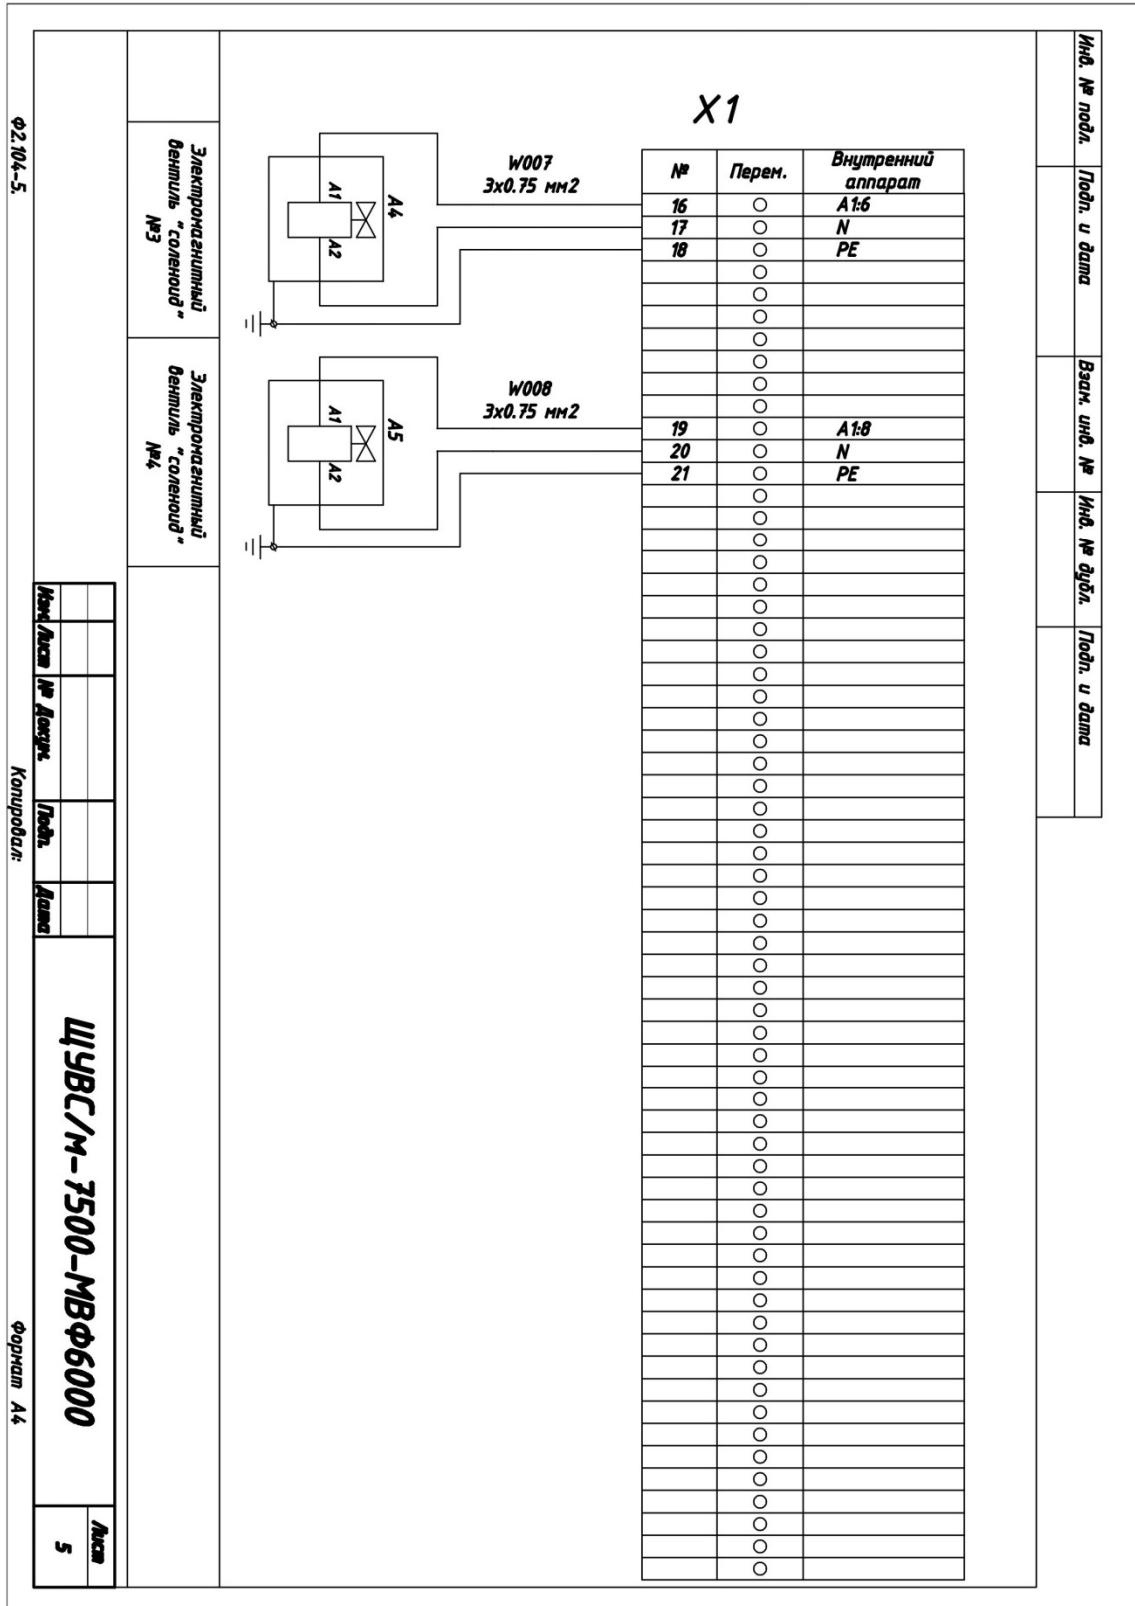 Инв. № подл.
Подп. и дата
Взам. инв. №
Инв. № дубл.
Подп. и дата
X1
№ Перем. Внутренний аппарат
16 A1:6
17 N
18 PE
19 A1:8
20 N
21 PE
W007
3x0.75 мм2
A4
A1
A2
W008
3x0.75 мм2
A5
A1
A2
Электромагнитный
вентиль "соленоид"
№3
Электромагнитный
вентиль "соленоид"
№4
Изм. Лист № Докум. Подп. Дата
ЩУВС/м-7500-МВФ6000
Лист
5
Ф2.104-5.
Копировал:
Формат А4